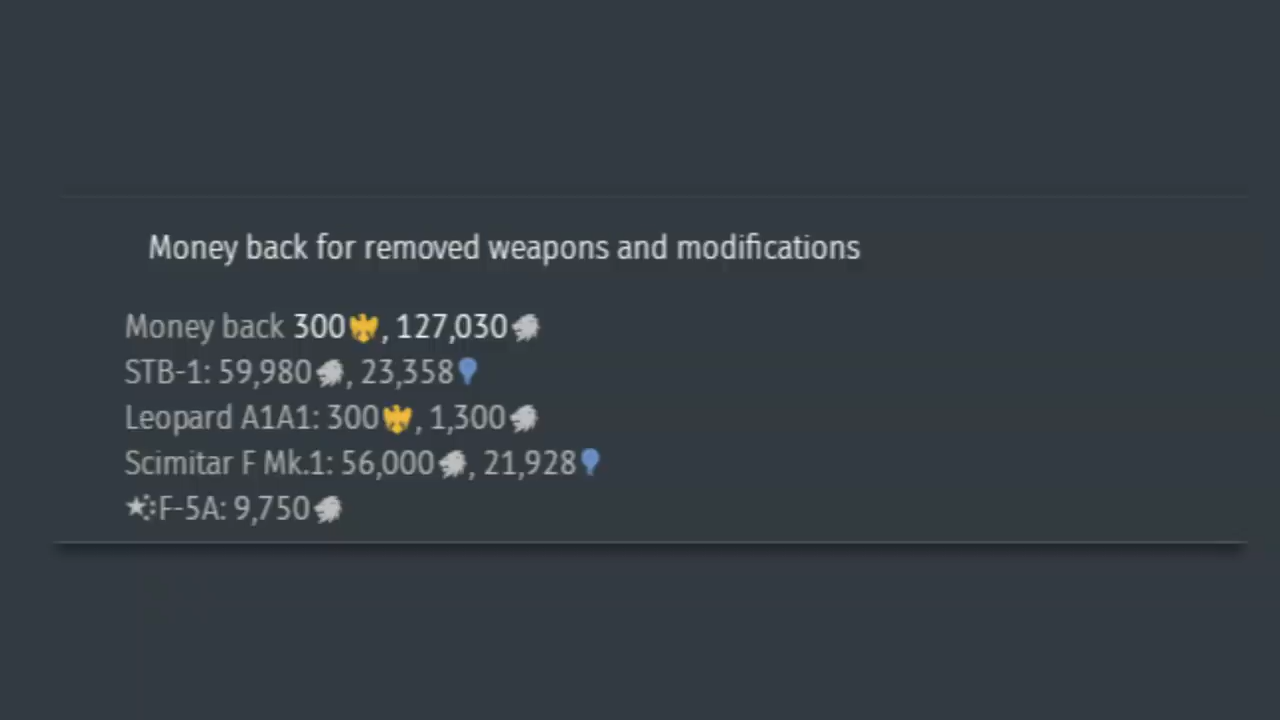 Money back for removed weapons and modifications
Money back 300, 127,030
STB-1: 59,980, 23,358
Leopard A1A1: 300, 1,300
Scimitar F Mk.1: 56,000, 21,928
F-5A: 9,750